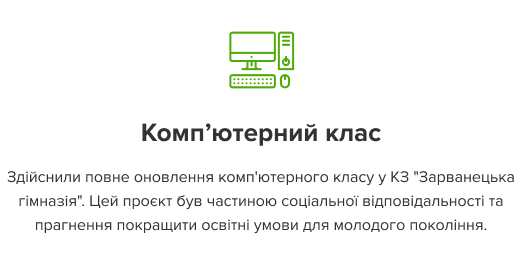 Комп’ютерний клас
Здійснили повне оновлення комп'ютерного класу у КЗ "Зарванецька
гімназія". Цей проєкт був частиною соціальної відповідальності та
прагнення покращити освітні умови для молодого покоління.